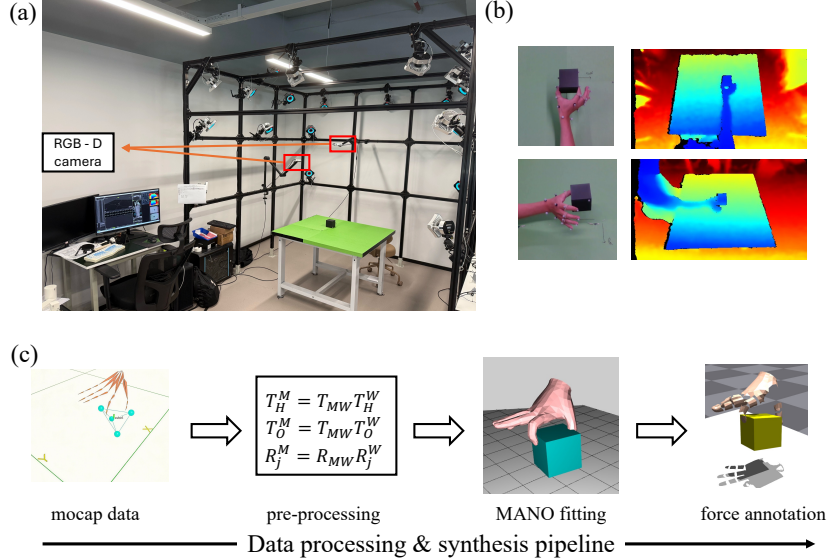 (a)
(b)
RGB - D
camera
(c)
T_H^M = T_{MW} T_H^W
T_O^M = T_{MW} T_O^W
R_j^M = R_{MW} R_j^W
mocap data
pre-processing
MANO fitting
force annotation
Data processing & synthesis pipeline